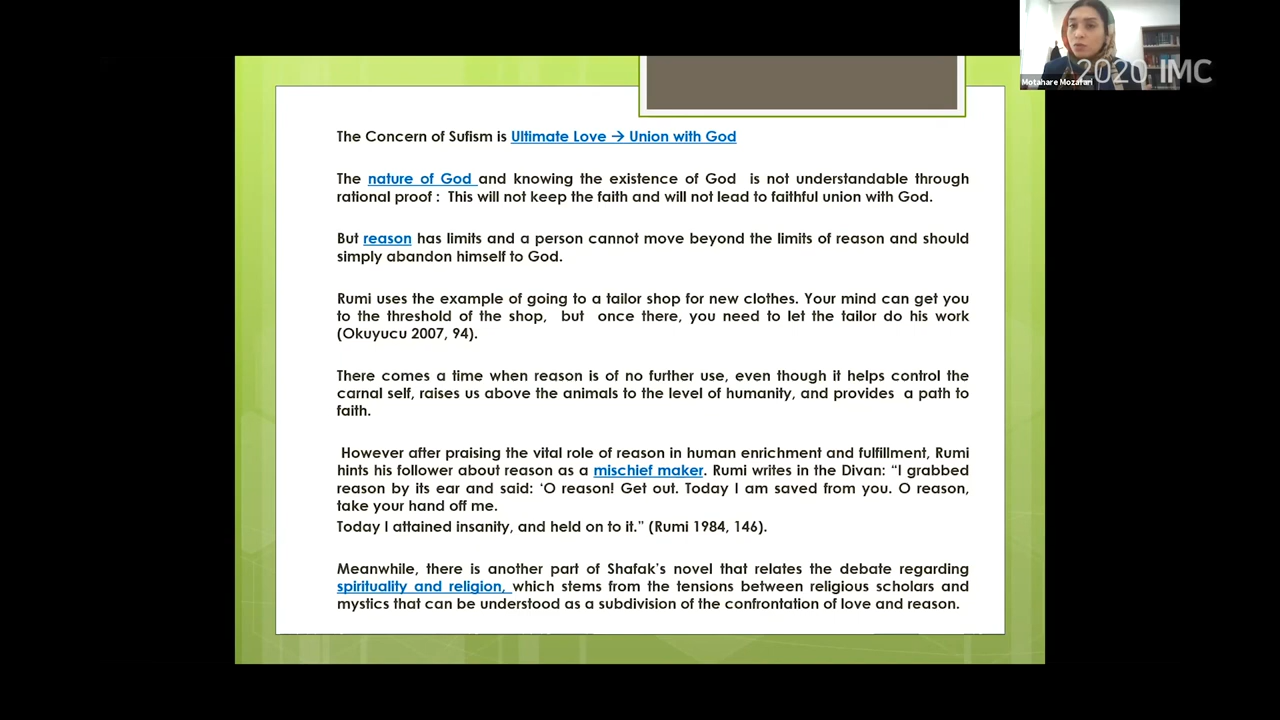 2020 IMC
Motahare Mozafari
The Concern of Sufism is Ultimate Love → Union with God
The nature of God and knowing the existence of God is not understandable through
rational proof : This will not keep the faith and will not lead to faithful union with God.
But reason has limits and a person cannot move beyond the limits of reason and should
simply abandon himself to God.
Rumi uses the example of going to a tailor shop for new clothes. Your mind can get you
to the threshold of the shop, but once there, you need to let the tailor do his work
(Okuyucu 2007, 94).
There comes a time when reason is of no further use, even though it helps control the
carnal self, raises us above the animals to the level of humanity, and provides a path to
faith.
However after praising the vital role of reason in human enrichment and fulfillment, Rumi
hints his follower about reason as a mischief maker. Rumi writes in the Divan: “I grabbed
reason by its ear and said: ‘O reason! Get out. Today I am saved from you. O reason,
take your hand off me.
Today I attained insanity, and held on to it.” (Rumi 1984, 146).
Meanwhile, there is another part of Shafak’s novel that relates the debate regarding
spirituality and religion, which stems from the tensions between religious scholars and
mystics that can be understood as a subdivision of the confrontation of love and reason.